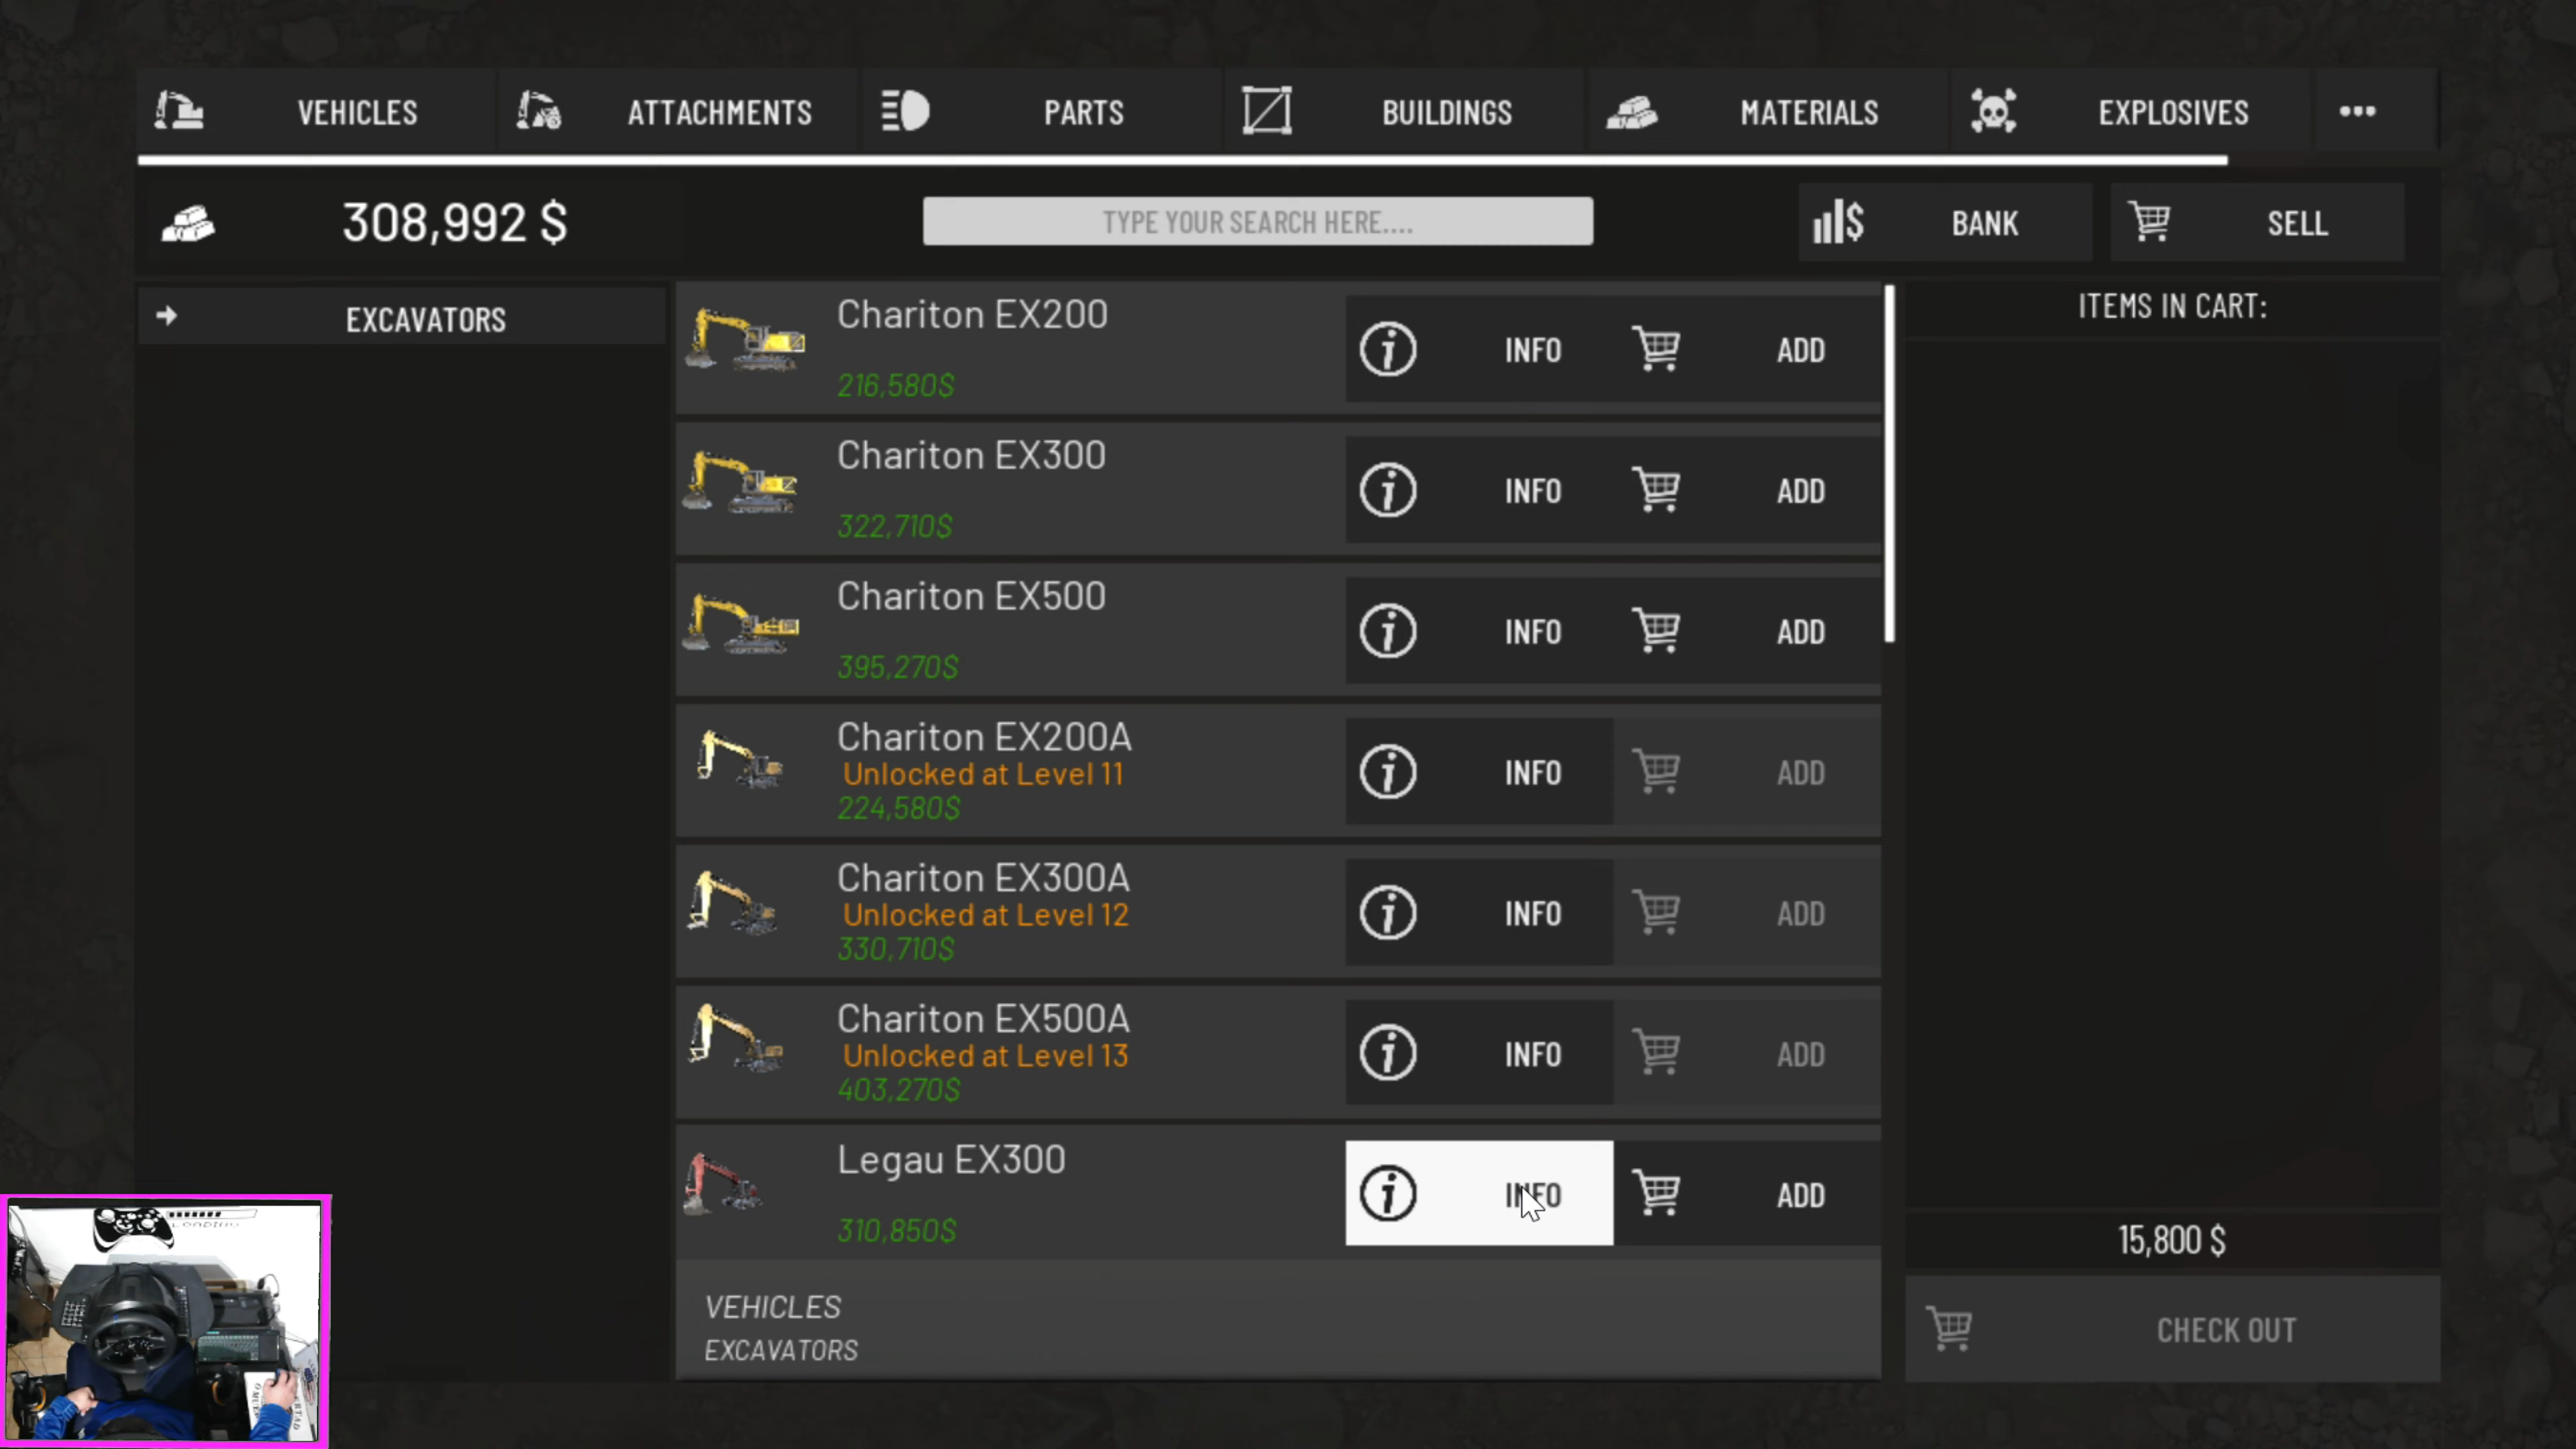 VEHICLES
ATTACHMENTS
PARTS
BUILDINGS
MATERIALS
EXPLOSIVES
308,992 $
TYPE YOUR SEARCH HERE....
BANK
SELL
EXCAVATORS
Chariton EX200
216,580$
INFO
ADD
Chariton EX300
322,710$
INFO
ADD
Chariton EX500
395,270$
INFO
ADD
Chariton EX200A
Unlocked at Level 11
224,580$
INFO
ADD
Chariton EX300A
Unlocked at Level 12
330,710$
INFO
ADD
Chariton EX500A
Unlocked at Level 13
403,270$
INFO
ADD
Legau EX300
310,850$
INFO
ADD
VEHICLES
EXCAVATORS
ITEMS IN CART:
15,800 $
CHECK OUT
LOADING